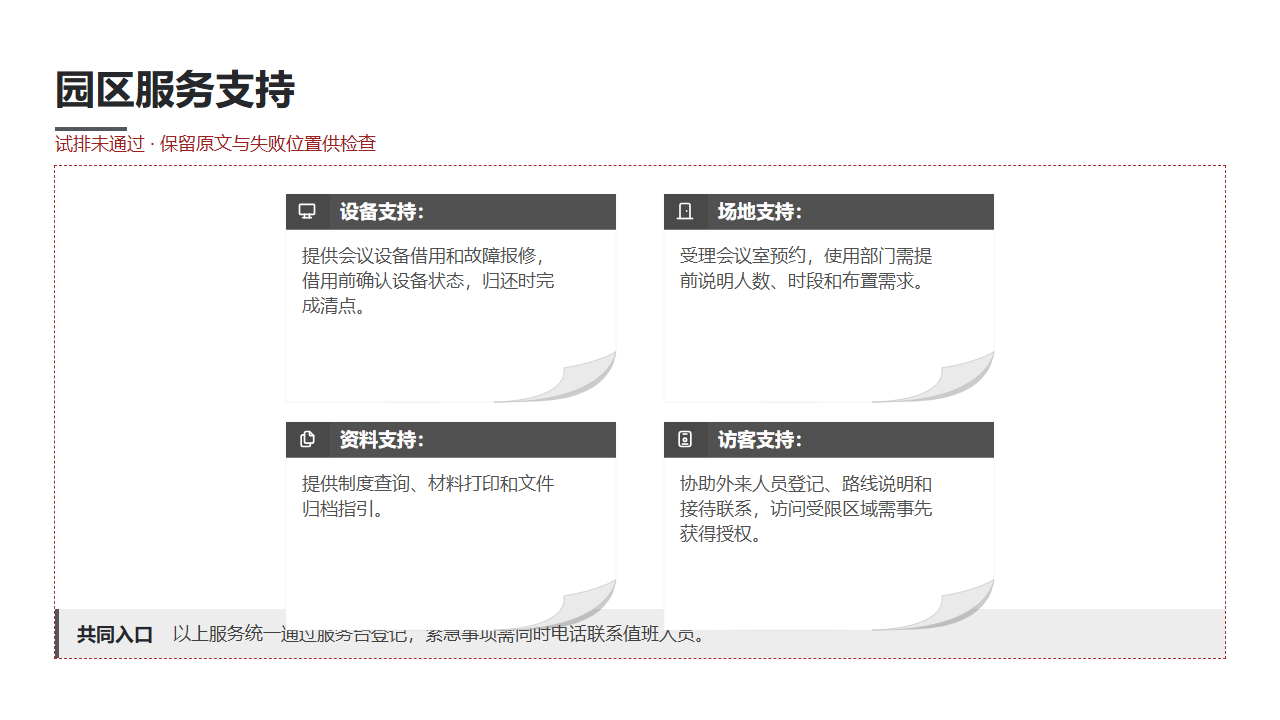 园区服务支持
试排未通过 · 保留原文与失败位置供检查
设备支持：
提供会议设备借用和故障报修，
借用前确认设备状态，归还时完
成清点。
场地支持：
受理会议室预约，使用部门需提
前说明人数、时段和布置需求。
资料支持：
提供制度查询、材料打印和文件
归档指引。
访客支持：
协助外来人员登记、路线说明和
接待联系，访问受限区域需事先
获得授权。
共同入口 以上服务统一通过服务台登记，紧急事项需同时电话联系值班人员。